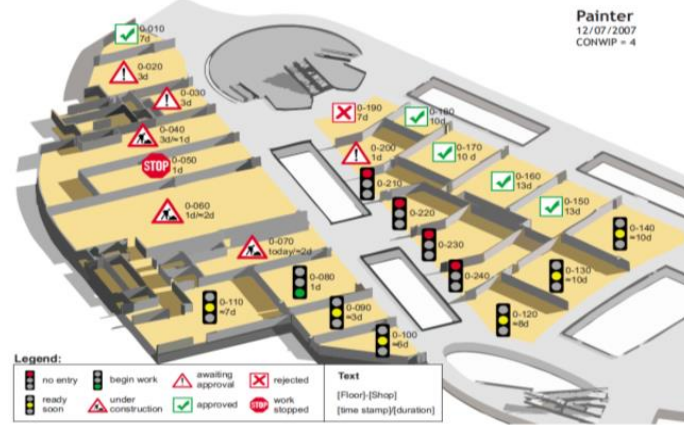 Painter
12/07/2007
CONWIP = 4
0-010
7d
0-020
3d
0-030
3d
0-040
3d/≈1d
STOP
0-050
1d
0-060
1d/≈2d
0-070
today/≈2d
0-080
1d
0-090
≈3d
0-100
≈6d
0-110
≈7d
0-190
7d
0-180
10d
0-200
1d
0-170
10 d
0-210
0-160
13d
0-220
0-150
13d
0-230
0-140
≈10d
0-240
0-130
≈10d
0-120
≈8d
Legend:
no entry
begin work
awaiting
approval
rejected
ready
soon
under
construction
approved
STOP
work
stopped
Text
[Floor]-[Shop]
[time stamp]/[duration]